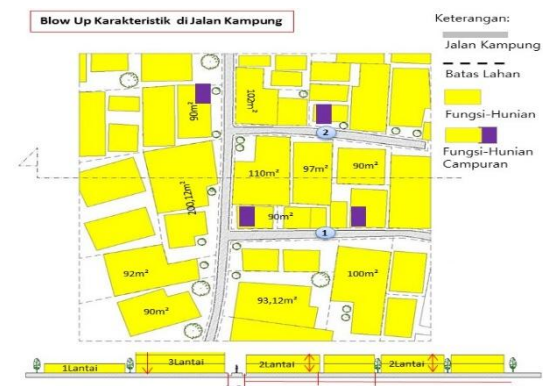 Blow Up Karakteristik di Jalan Kampung
Keterangan:
Jalan Kampung
Batas Lahan
Fungsi-Hunian
Fungsi-Hunian
Campuran
90m²
102m²
2
110m²
97m²
90m²
200,12m²
90m²
1
92m²
90m²
93,12m²
100m²
1Lantai
3Lantai
2Lantai
2Lantai